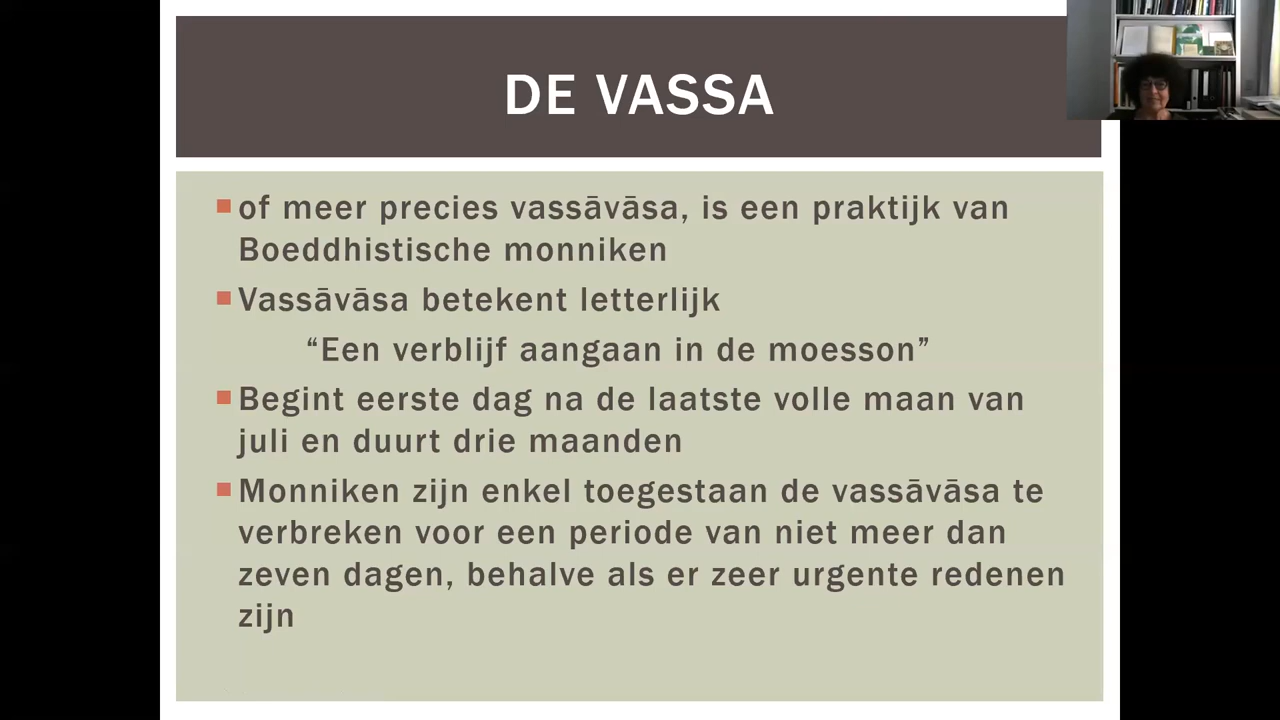 DE VASSA
of meer precies vassāvāsa, is een praktijk van
Boeddhistische monniken
Vassāvāsa betekent letterlijk
“Een verblijf aangaan in de moesson”
Begint eerste dag na de laatste volle maan van
juli en duurt drie maanden
Monniken zijn enkel toegestaan de vassāvāsa te
verbreken voor een periode van niet meer dan
zeven dagen, behalve als er zeer urgente redenen
zijn